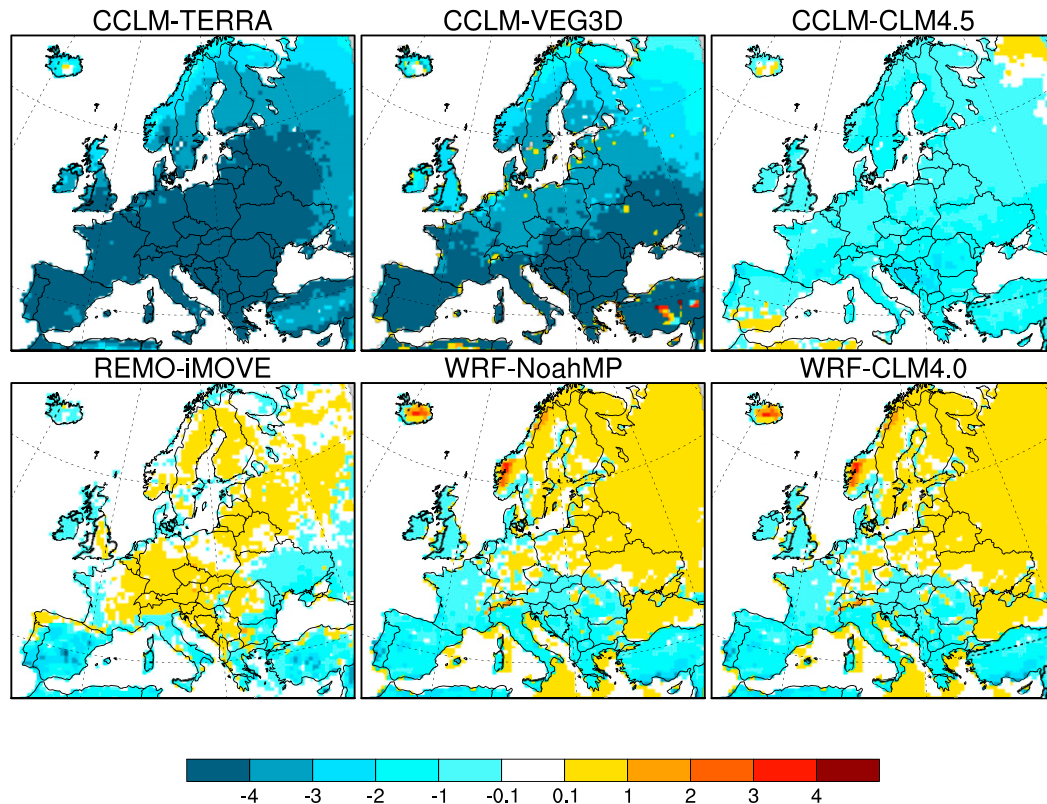 CCLM-TERRA CCLM-VEG3D CCLM-CLM4.5
REMO-iMOVE WRF-NoahMP WRF-CLM4.0
-4 -3 -2 -1 -0.1 0.1 1 2 3 4